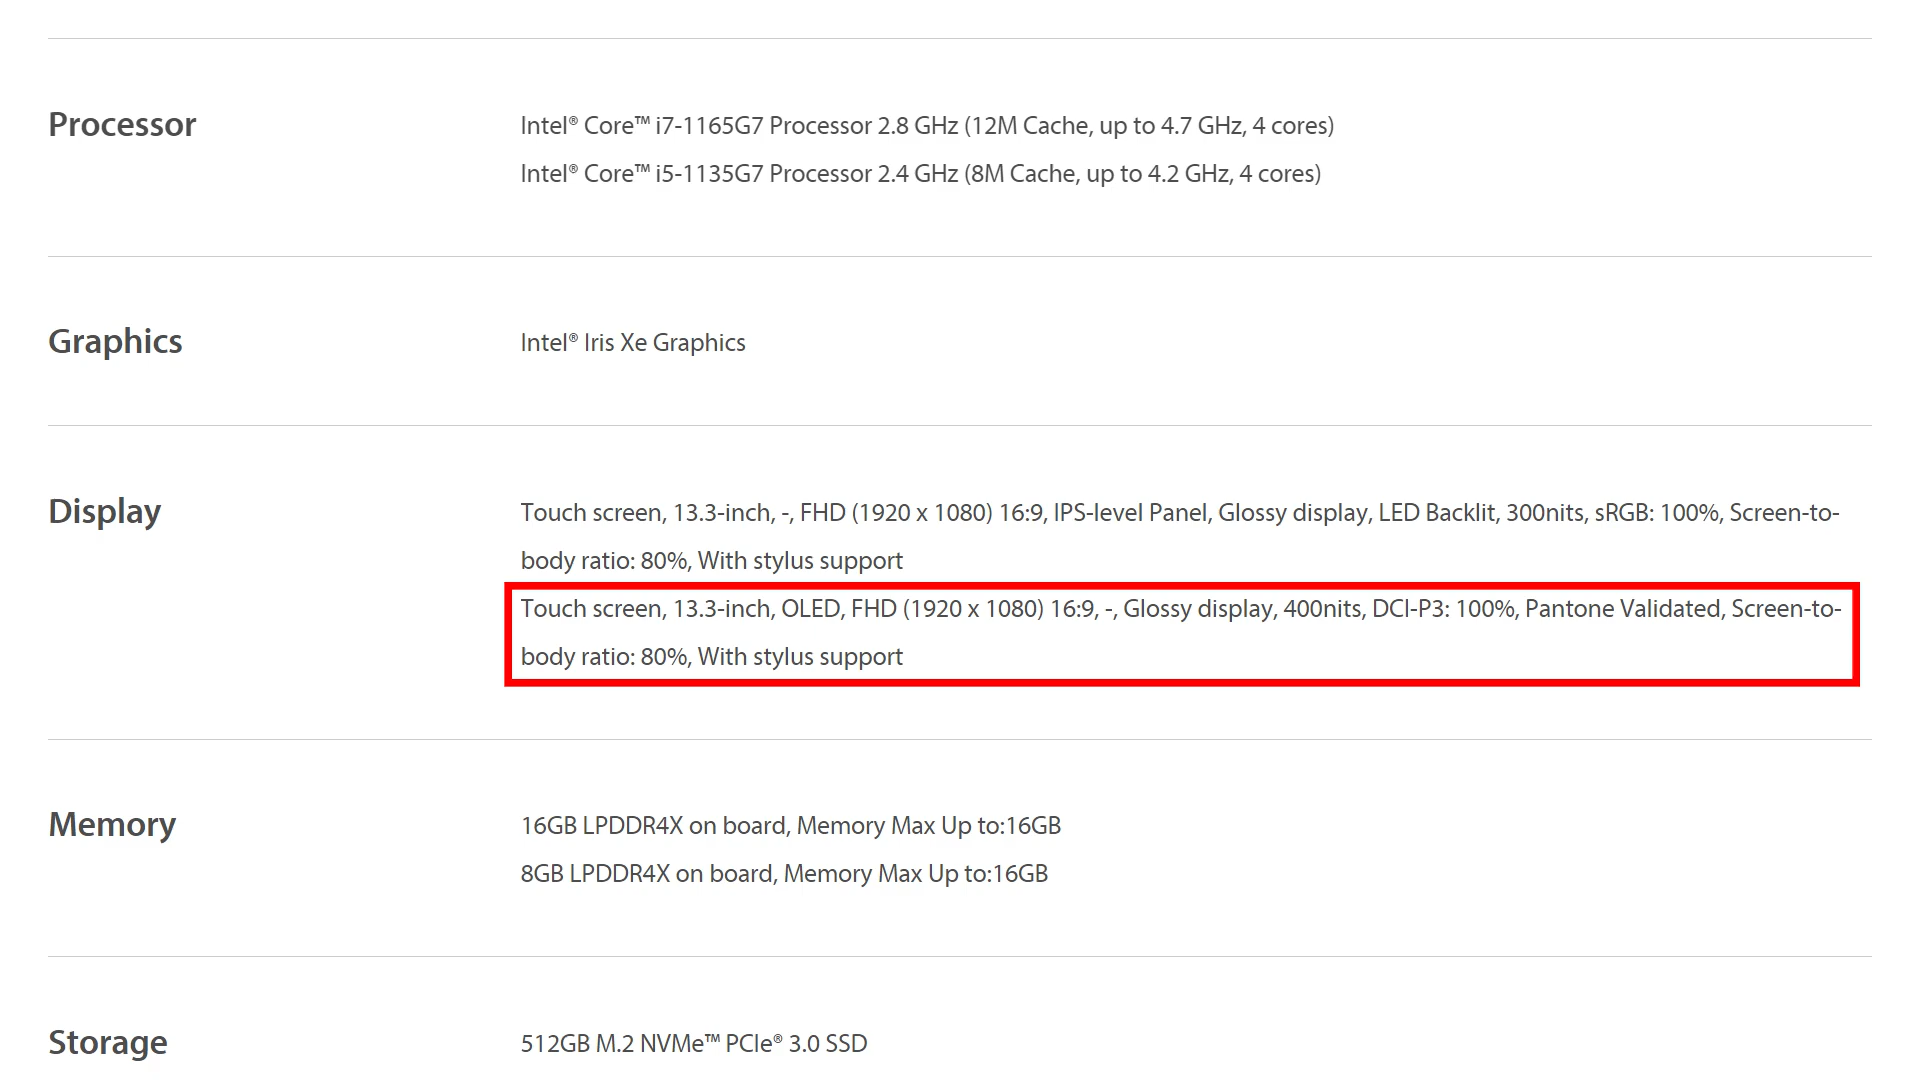 Processor
Intel® Core™ i7-1165G7 Processor 2.8 GHz (12M Cache, up to 4.7 GHz, 4 cores)
Intel® Core™ i5-1135G7 Processor 2.4 GHz (8M Cache, up to 4.2 GHz, 4 cores)
Graphics
Intel® Iris Xe Graphics
Display
Touch screen, 13.3-inch, -, FHD (1920 x 1080) 16:9, IPS-level Panel, Glossy display, LED Backlit, 300nits, sRGB: 100%, Screen-to-
body ratio: 80%, With stylus support
Touch screen, 13.3-inch, OLED, FHD (1920 x 1080) 16:9, -, Glossy display, 400nits, DCI-P3: 100%, Pantone Validated, Screen-to-
body ratio: 80%, With stylus support
Memory
16GB LPDDR4X on board, Memory Max Up to:16GB
8GB LPDDR4X on board, Memory Max Up to:16GB
Storage
512GB M.2 NVMe™ PCIe® 3.0 SSD